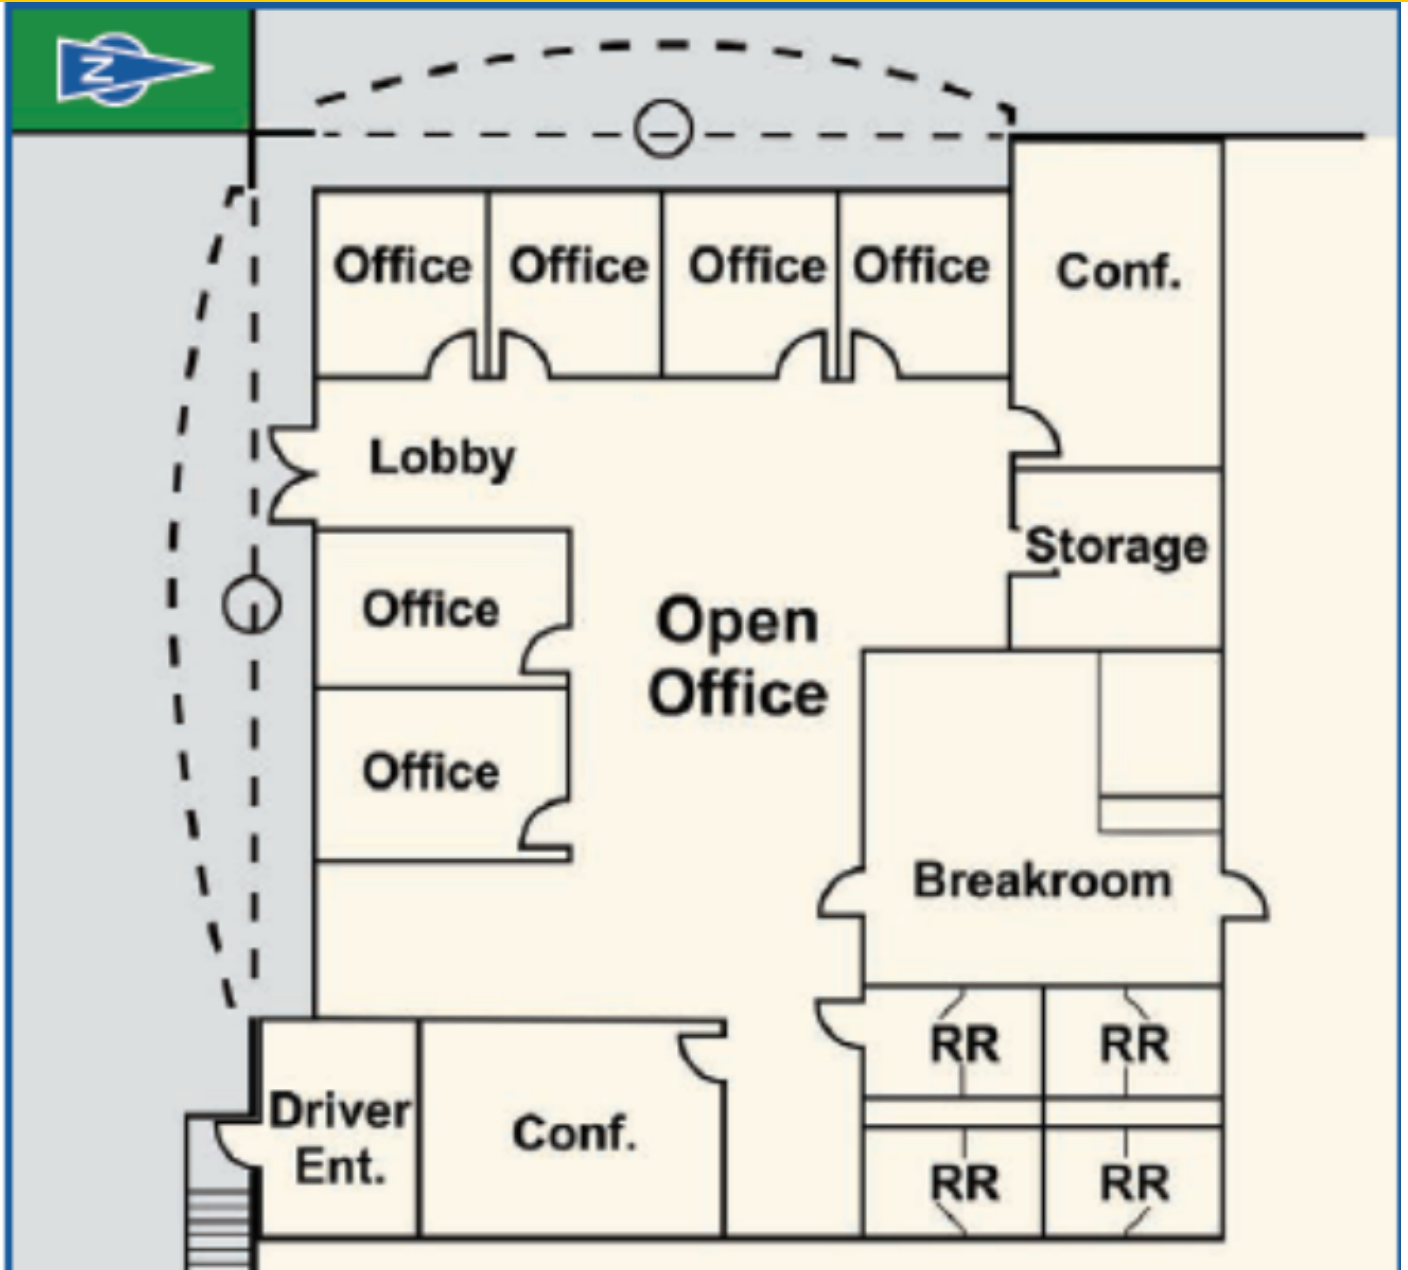 N
Office Office Office Office
Conf.
Lobby
Storage
Office
Open
Office
Office
Breakroom
RR RR
Driver
Ent.
Conf.
RR RR